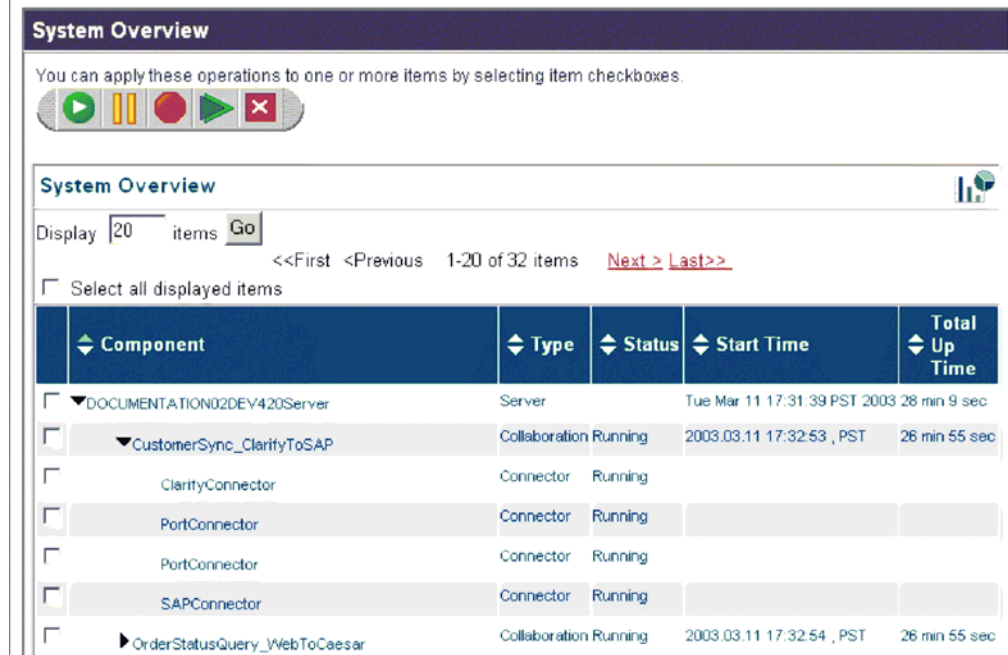 System Overview
You can apply these operations to one or more items by selecting item checkboxes.
System Overview
Display 20 items Go
<<First <Previous 1-20 of 32 items Next > Last>>
Select all displayed items
Component Type Status Start Time Total Up Time
DOCUMENTATION02DEV420Server Server Tue Mar 11 17:31:39 PST 2003 28 min 9 sec
CustomerSync_ClarifyToSAP Collaboration Running 2003.03.11 17:32:53 , PST 26 min 55 sec
ClarifyConnector Connector Running
PortConnector Connector Running
PortConnector Connector Running
SAPConnector Connector Running
OrderStatusQuery_WebToCaesar Collaboration Running 2003.03.11 17:32:54 , PST 26 min 55 sec